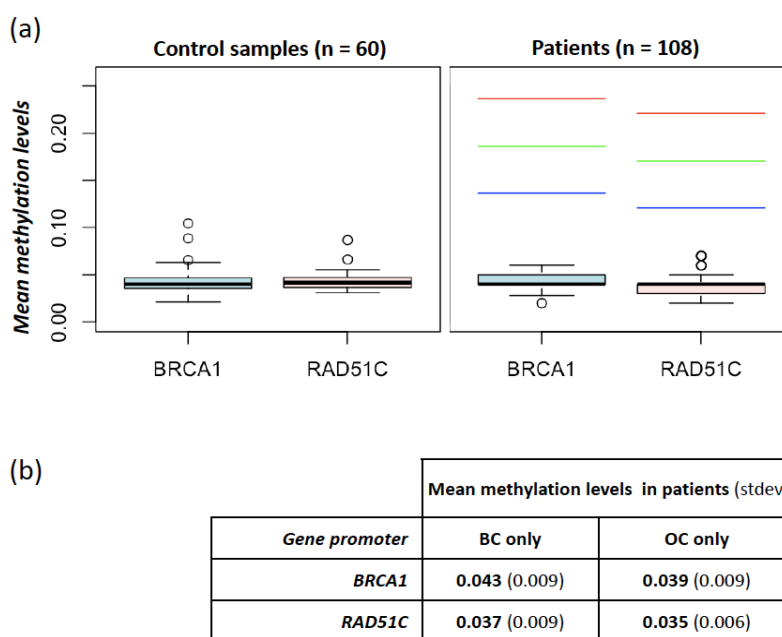 (a)
Control samples (n = 60)
Patients (n = 108)
Mean methylation levels
0.20
0.10
0.00
BRCA1
RAD51C
BRCA1
RAD51C
(b)
Mean methylation levels in patients (stdev
Gene promoter
BC only
OC only
BRCA1
0.043 (0.009)
0.039 (0.009)
RAD51C
0.037 (0.009)
0.035 (0.006)